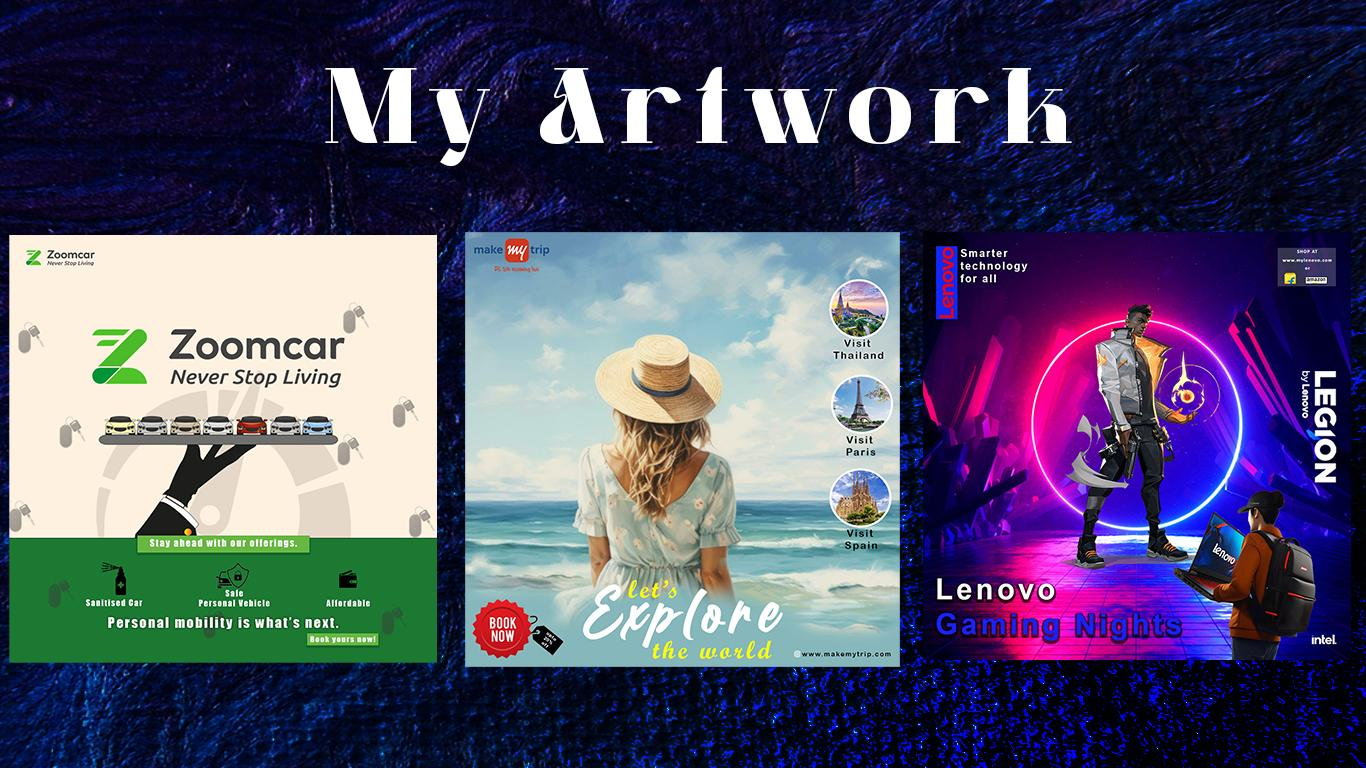 My Artwork
Zoomcar
Never Stop Living
Zoomcar
Never Stop Living
Stay ahead with our offerings.
Sanitised Car
Safe
Personal Vehicle
Affordable
Personal mobility is what's next.
Book yours now!
make my trip
Visit
Thailand
Visit
Paris
Visit
Spain
BOOK
NOW
let's
Explore
the world
www.makemytrip.com
Lenovo
Smarter
technology
for all
SHOP AT
www.mylenovo.com
or
amazon
LEGION
by Lenovo
Lenovo
Lenovo
Gaming Nights
intel.